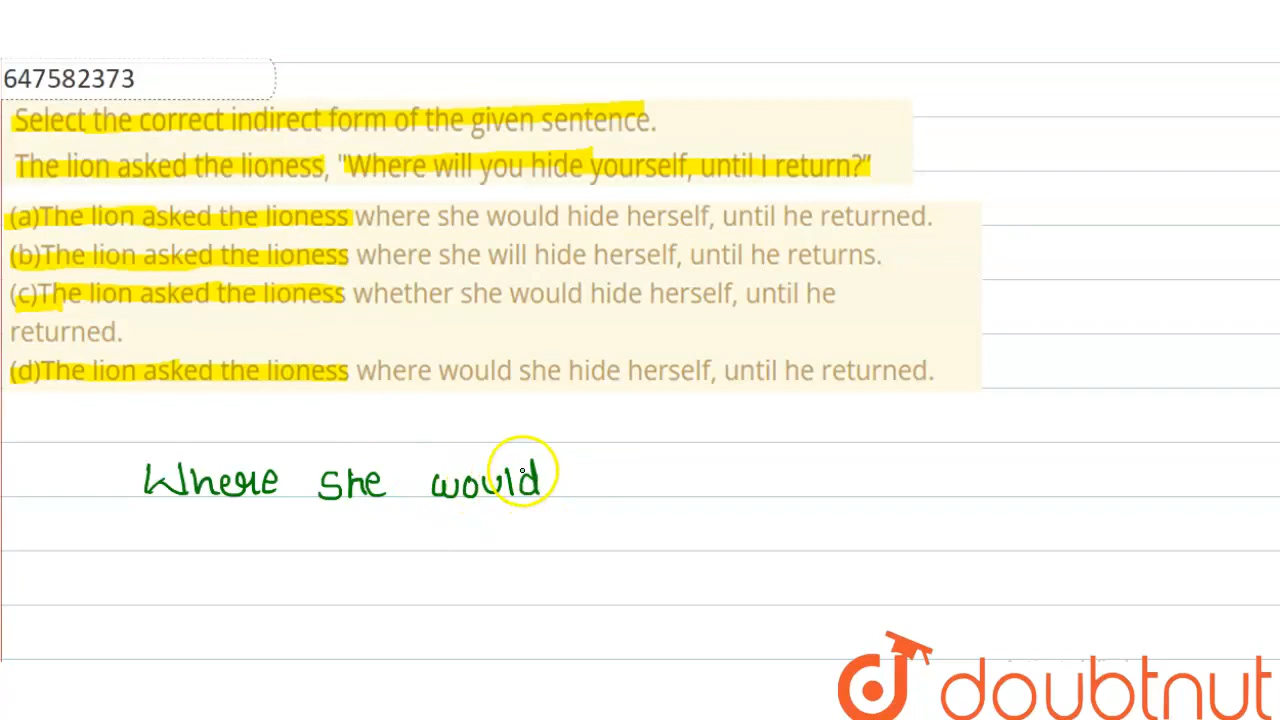 647582373
Select the correct indirect form of the given sentence.
The lion asked the lioness, "Where will you hide yourself, until I return?"
(a)The lion asked the lioness where she would hide herself, until he returned.
(b)The lion asked the lioness where she will hide herself, until he returns.
(c)The lion asked the lioness whether she would hide herself, until he
returned.
(d)The lion asked the lioness where would she hide herself, until he returned.
Where she would
doubtnut